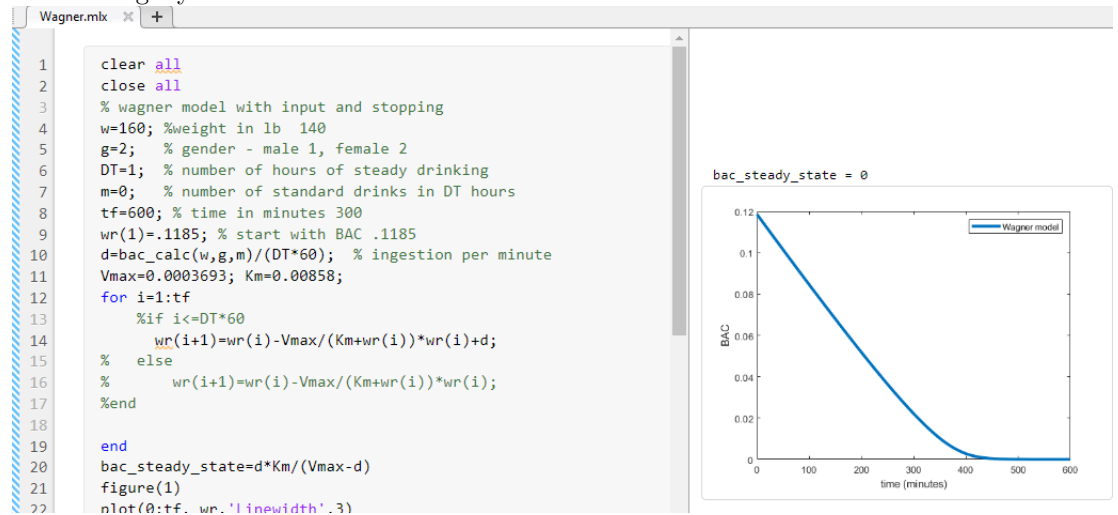 Wagner.mlx × +
1 clear all
2 close all
3 % wagner model with input and stopping
4 w=160; %weight in lb 140
5 g=2; % gender - male 1, female 2
6 DT=1; % number of hours of steady drinking
7 m=0; % number of standard drinks in DT hours
8 tf=600; % time in minutes 300
9 wr(1)=.1185; % start with BAC .1185
10 d=bac_calc(w,g,m)/(DT*60); % ingestion per minute
11 Vmax=0.0003693; Km=0.00858;
12 for i=1:tf
13 %if i<=DT*60
14 wr(i+1)=wr(i)-Vmax/(Km+wr(i))*wr(i)+d;
15 % else
16 % wr(i+1)=wr(i)-Vmax/(Km+wr(i))*wr(i);
17 %end
18
19 end
20 bac_steady_state=d*Km/(Vmax-d)
21 figure(1)
22 plot(0:tf, wr,'Linewidth',3)
bac_steady_state = 0
Wagner model
0.12
0.1
0.08
0.06
0.04
0.02
0
BAC
0 100 200 300 400 500 600
time (minutes)